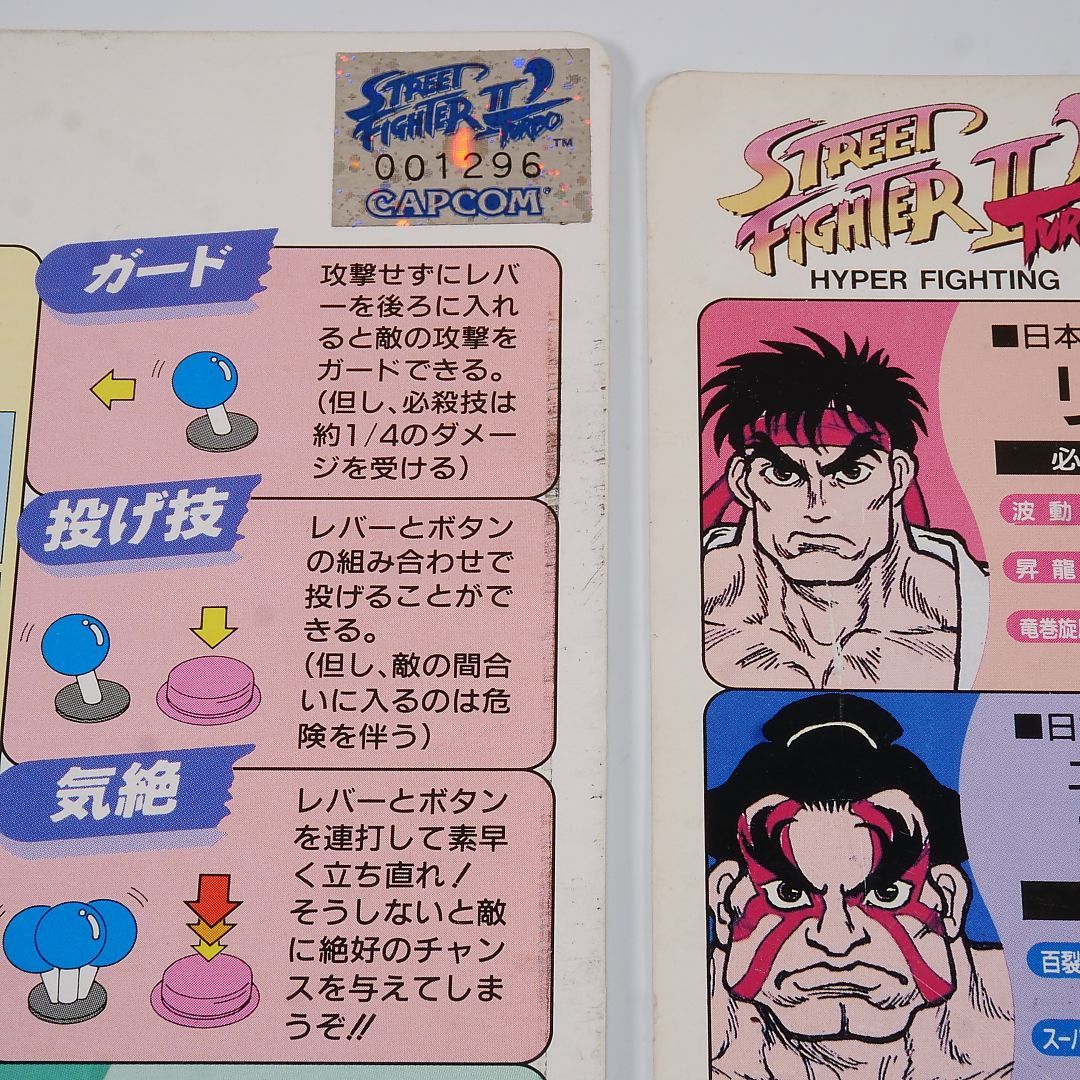 STREET
FIGHTER II'
TURBO
TM
001296
CAPCOM®
ガード
攻撃せずにレバ
ーを後ろに入れ
ると敵の攻撃を
ガードできる。
(但し、必殺技は
約1/4のダメー
ジを受ける)
投げ技
レバーとボタン
の組み合わせで
投げることがで
きる。
(但し、敵の間合
いに入るのは危
険を伴う)
気絶
レバーとボタン
を連打して素早
く立ち直れ!
そうしないと敵
に絶好のチャン
スを与えてしま
うぞ!!
STREET
FIGHTER II'
TUR
HYPER FIGHTING
■日本
必
波動
昇龍
竜巻旋
■日
百裂
スーパ